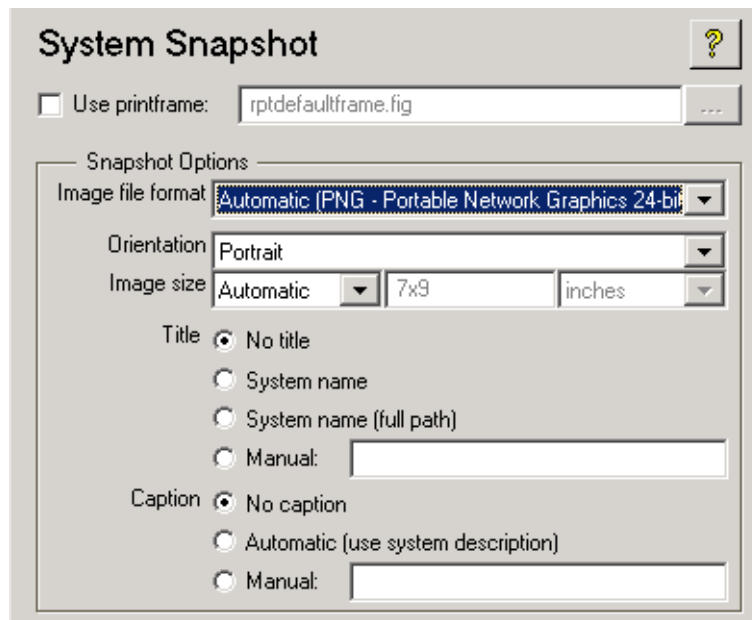 System Snapshot ?
Use printframe: rptdefaultframe.fig ...
Snapshot Options
Image file format Automatic (PNG - Portable Network Graphics 24-bit
Orientation Portrait
Image size Automatic 7x9 inches
Title No title
System name
System name (full path)
Manual:
Caption No caption
Automatic (use system description)
Manual: